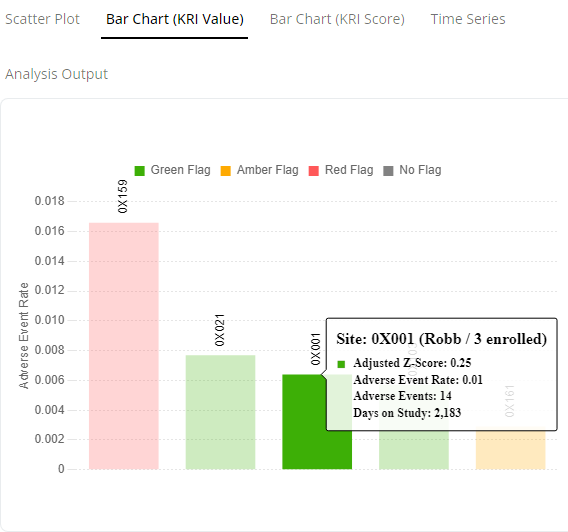 Scatter Plot Bar Chart (KRI Value) Bar Chart (KRI Score) Time Series
Analysis Output
Green Flag Amber Flag Red Flag No Flag
0.018
0.016
0.014
0.012
0.010
0.008
0.006
0.004
0.002
0
Adverse Event Rate
0X159
0X021
0X001
0X161
Site: 0X001 (Robb / 3 enrolled)
Adjusted Z-Score: 0.25
Adverse Event Rate: 0.01
Adverse Events: 14
Days on Study: 2,183